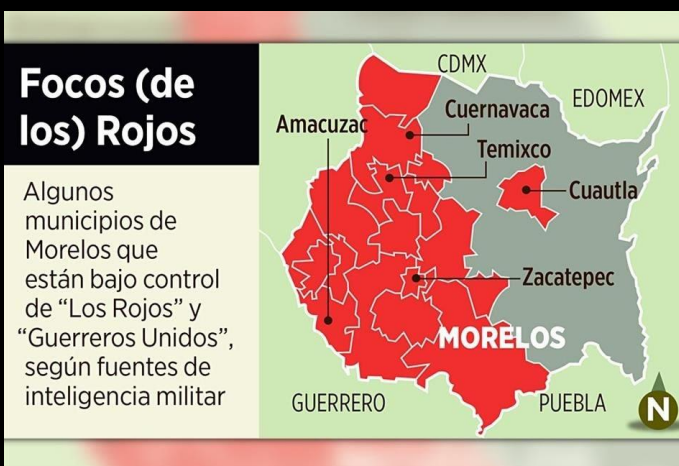 Focos (de
los) Rojos
Algunos
municipios de
Morelos que
están bajo control
de “Los Rojos” y
“Guerreros Unidos”,
según fuentes de
inteligencia militar
CDMX
EDOMEX
Amacuzac
Cuernavaca
Temixco
Cuautla
Zacatepec
MORELOS
GUERRERO
PUEBLA
N